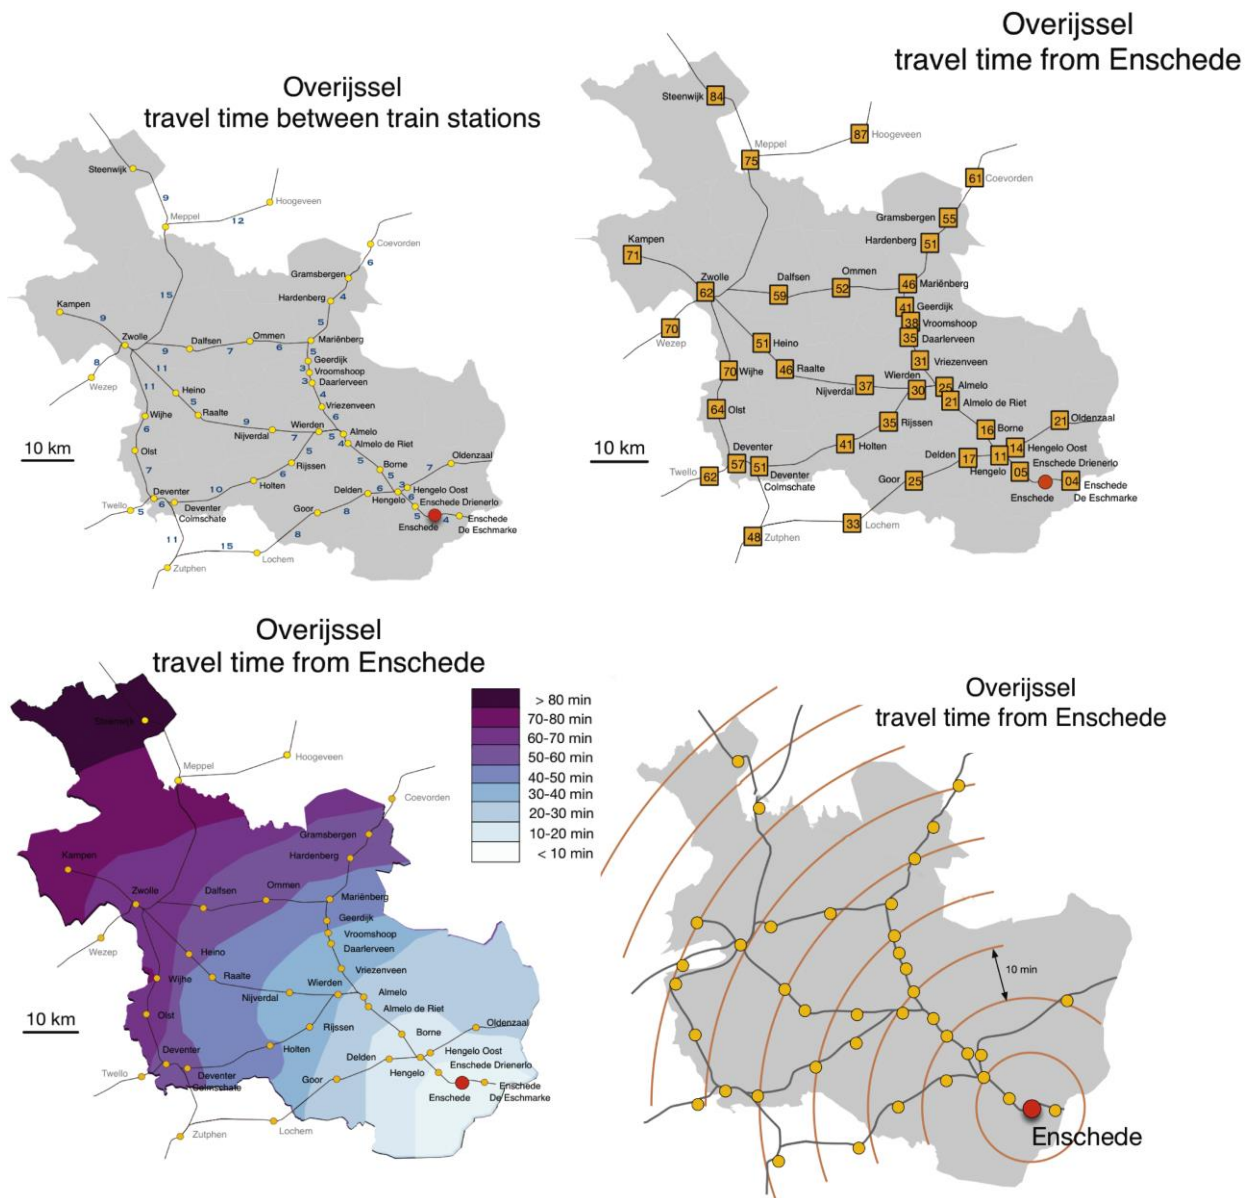 Overijssel
travel time between train stations
Steenwijk
9
Meppel
12
Hoogeveen
15
Coevorden
6
Gramsbergen
4
Hardenberg
5
Kampen
9
Zwolle
8
Wezep
9
Dalfsen
7
Ommen
6
Mariënberg
5
Geerdijk
3
Vroomshoop
3
Daarlerveen
4
Vriezenveen
6
11
11
Heino
5
Raalte
9
Nijverdal
7
Wierden
5
Almelo
4
Almelo de Riet
5
5
Borne
5
Wijhe
6
Olst
7
Rijssen
6
Holten
10
Deventer
6
Deventer
Colmschate
Twello
5
11
Zutphen
15
Lochem
8
Goor
8
Delden
6
Hengelo
3
Hengelo Oost
7
Oldenzaal
6
Enschede Drienerlo
5
Enschede
4
Enschede
De Eschmarke
10 km
Overijssel
travel time from Enschede
Steenwijk
84
Meppel
75
87
Hoogeveen
61
Coevorden
Gramsbergen
55
Hardenberg
51
Kampen
71
Zwolle
62
Dalfsen
59
Ommen
52
46
Mariënberg
41
Geerdijk
38
Vroomshoop
35
Daarlerveen
31
Vriezenveen
70
Wezep
51
Heino
46
Raalte
70
Wijhe
37
Nijverdal
Wierden
30
25
Almelo
21
Almelo de Riet
64
Olst
35
Rijssen
16
Borne
21
Oldenzaal
41
Holten
Deventer
57
51
Deventer
Colmschate
Twello
62
Delden
17
11
Hengelo
14
Hengelo Oost
Enschede Drienerlo
05
Enschede
04
Enschede
De Eschmarke
Goor
25
33
Lochem
48
Zutphen
10 km
Overijssel
travel time from Enschede
> 80 min
70-80 min
60-70 min
50-60 min
40-50 min
30-40 min
20-30 min
10-20 min
< 10 min
Steenwijk
Meppel
Hoogeveen
Coevorden
Gramsbergen
Hardenberg
Kampen
Zwolle
Dalfsen
Ommen
Mariënberg
Geerdijk
Vroomshoop
Daarlerveen
Wezep
Heino
Raalte
Vriezenveen
Wijhe
Nijverdal
Wierden
Almelo
Almelo de Riet
Olst
Rijssen
Borne
Oldenzaal
Deventer
Holten
Delden
Hengelo Oost
Twello
Deventer
Colmschate
Goor
Hengelo
Enschede Drienerlo
Enschede
Enschede
De Eschmarke
Zutphen
Lochem
10 km
Overijssel
travel time from Enschede
10 min
Enschede